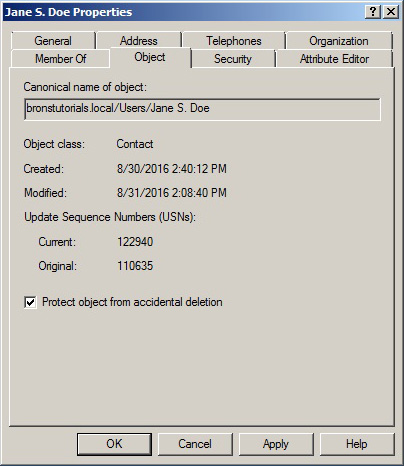 Jane S. Doe Properties
General Address Telephones Organization
Member Of Object Security Attribute Editor
Canonical name of object:
bronstutorials.local/Users/Jane S. Doe
Object class: Contact
Created: 8/30/2016 2:40:12 PM
Modified: 8/31/2016 2:08:40 PM
Update Sequence Numbers (USNs):
Current: 122940
Original: 110635
Protect object from accidental deletion
OK Cancel Apply Help